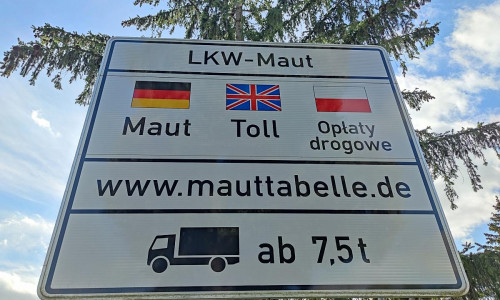 LKW-Maut
Maut Toll Opłaty drogowe
www.mauttabelle.de
ab 7,5t